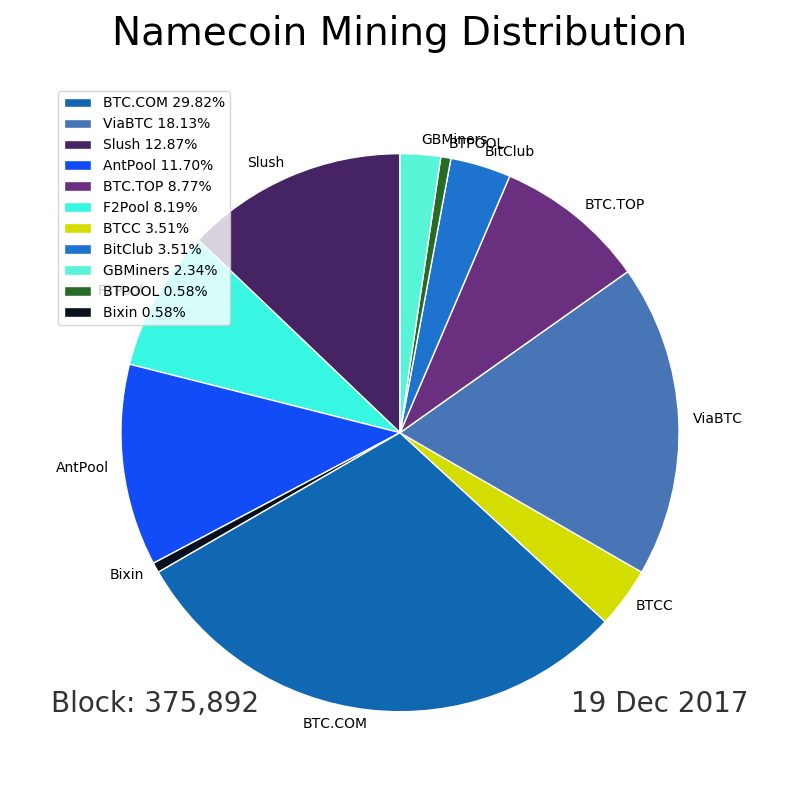 Namecoin Mining Distribution
BTC.COM 29.82%
ViaBTC 18.13%
Slush 12.87%
AntPool 11.70%
BTC.TOP 8.77%
F2Pool 8.19%
BTCC 3.51%
BitClub 3.51%
GBMiners 2.34%
BTPOOL 0.58%
Bixin 0.58%
GBMiners
BTPOOL
BitClub
Slush
BTC.TOP
ViaBTC
AntPool
Bixin
BTCC
BTC.COM
Block: 375,892
19 Dec 2017